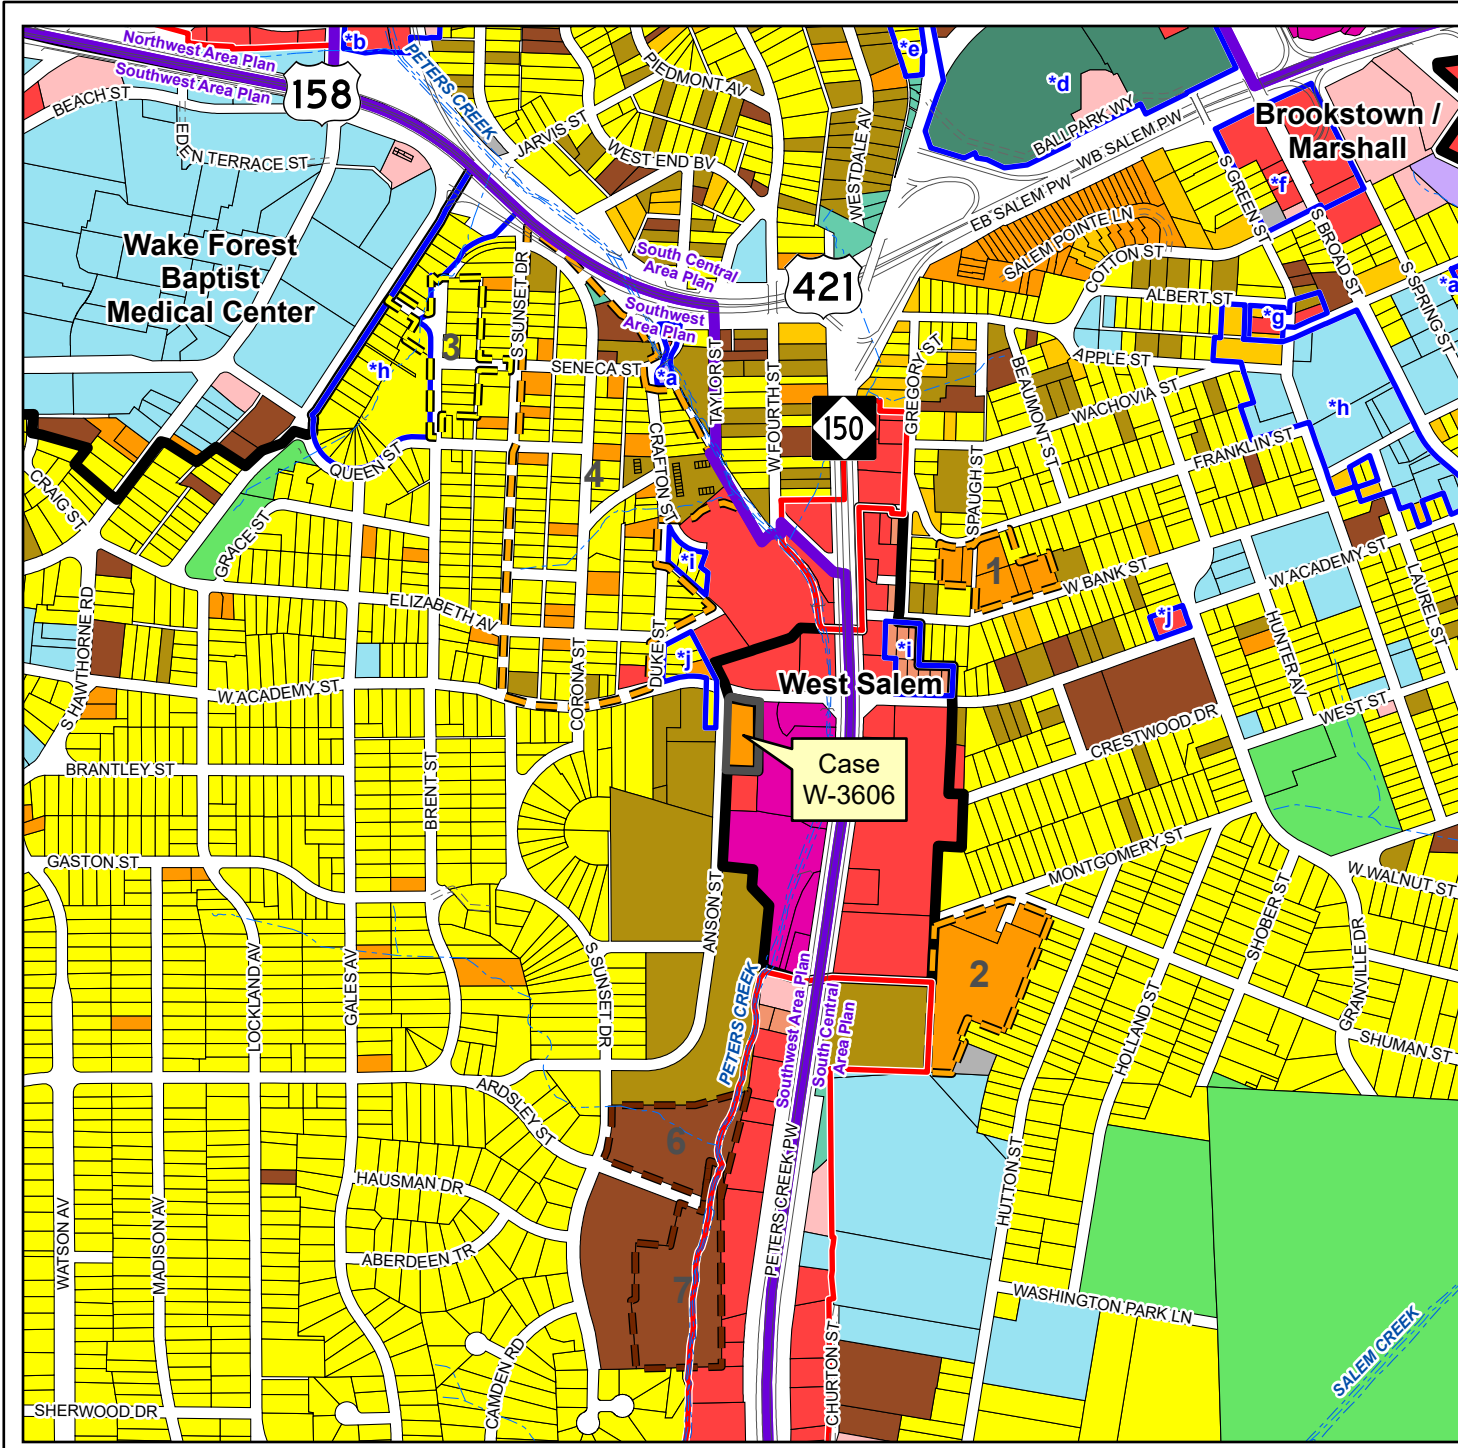 Northwest Area Plan
Southwest Area Plan
*b
PETERS CREEK
158
BEACH ST
EDEN TERRACE ST
JARVIS ST
PIEDMONT AV
WEST END BV
WESTDALE AV
*e
*d
BALLPARK WY
WB SALEM PW
EB SALEM PW
Brookstown /
Marshall
*f
S GREEN ST
S BROAD ST
S SPRING ST
*a
SALEM POINTE LN
COTTON ST
ALBERT ST
*g
APPLE ST
Wake Forest
Baptist
Medical Center
South Central
Area Plan
Southwest
Area Plan
421
S SUNSET DR
3
*h
SENECA ST
*a
TAYLOR ST
W FOURTH ST
GREGORY ST
BEAUMONT ST
WACHOVIA ST
*h
150
CRAIG ST
QUEEN ST
4
CRAFTON ST
SPAUGH ST
FRANKLIN ST
GRACE ST
*i
1
W BANK ST
W ACADEMY ST
LAUREL ST
S HAWTHORNE RD
ELIZABETH AV
DUKE ST
*j
*i
*j
HUNTER AV
W ACADEMY ST
CORONA ST
West Salem
WEST ST
CRESTWOOD DR
BRANTLEY ST
BRENT ST
Case
W-3606
GASTON ST
MONTGOMERY ST
W WALNUT ST
ANSON ST
SHOBER ST
LOCKLAND AV
GALES AV
S SUNSET DR
PETERS CREEK
Southwest Area Plan
South Central
Area Plan
2
HOLLAND ST
GRANVILLE DR
SHUMAN ST
ARDSLEY ST
6
HAUSMAN DR
PETERS CREEK PW
HUTTON ST
WATSON AV
MADISON AV
ABERDEEN TR
7
WASHINGTON PARK LN
SALEM CREEK
CAMDEN RD
CHURTON ST
SHERWOOD DR